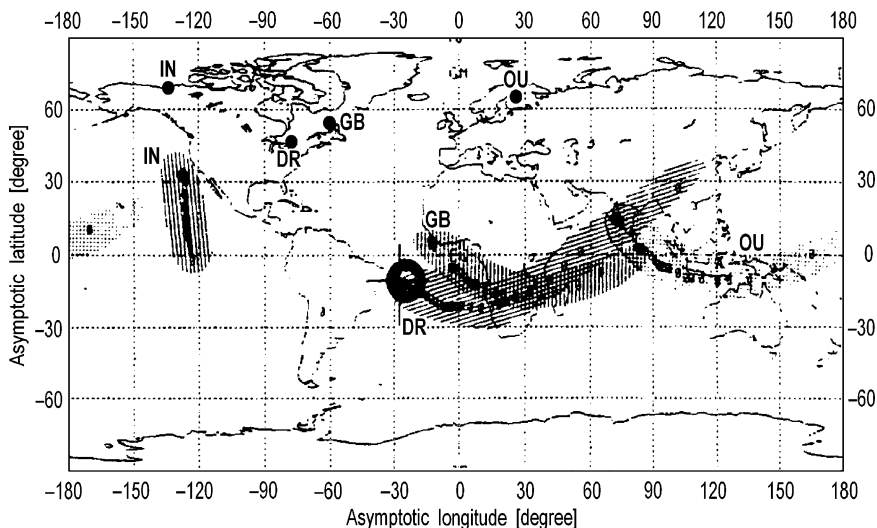 −180 −150 −120 −90 −60 −30 0 30 60 90 120 150 180
IN
OU
60 60
GB
DR
IN
30 30
GB
OU
0 0
DR
−30 −30
−60 −60
−180 −150 −120 −90 −60 −30 0 30 60 90 120 150 180
Asymptotic latitude [degree]
Asymptotic longitude [degree]